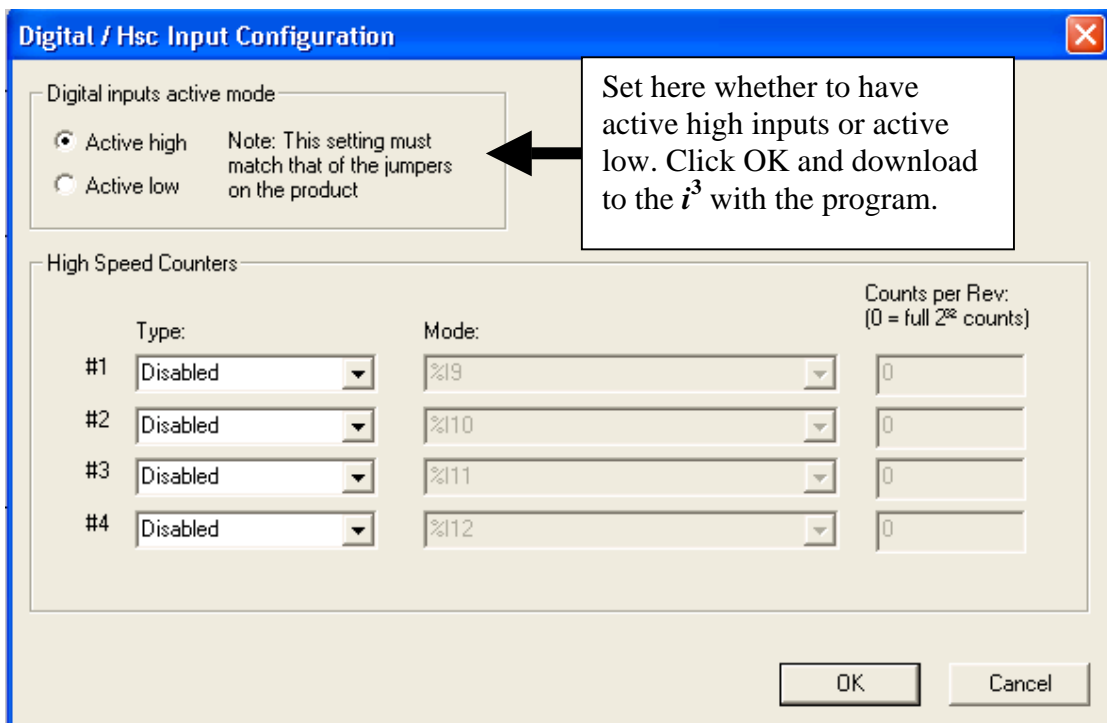 Digital / Hsc Input Configuration
Digital inputs active mode
Active high
Active low
Note: This setting must
match that of the jumpers
on the product
Set here whether to have
active high inputs or active
low. Click OK and download
to the i³ with the program.
High Speed Counters
Type:
Mode:
Counts per Rev:
(0 = full 2³² counts)
#1 Disabled %I9 0
#2 Disabled %I10 0
#3 Disabled %I11 0
#4 Disabled %I12 0
OK Cancel